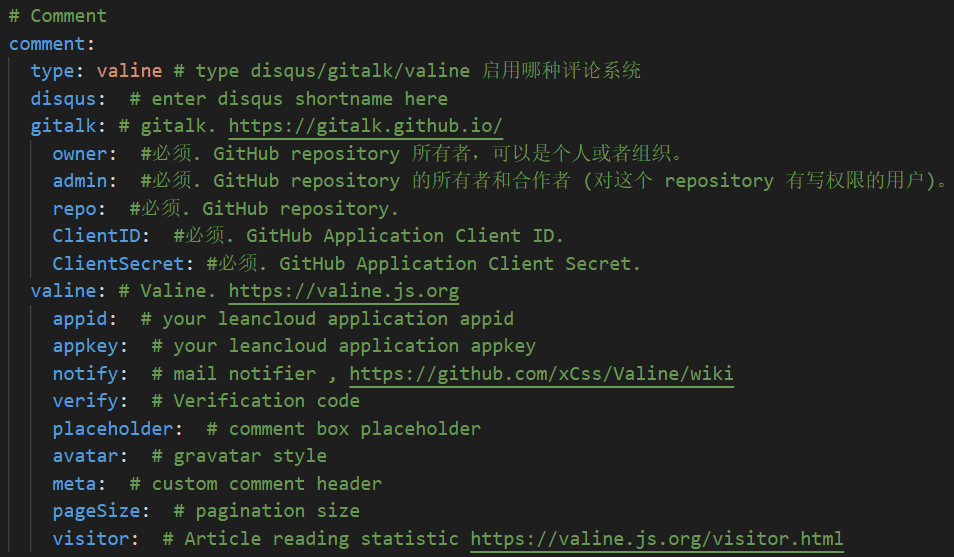 # Comment
comment:
type: valine # type disqus/gitalk/valine 启用哪种评论系统
disqus:  # enter disqus shortname here
gitalk: # gitalk. https://gitalk.github.io/
owner:  #必须. GitHub repository 所有者，可以是个人或者组织。
admin:  #必须. GitHub repository 的所有者和合作者 (对这个 repository 有写权限的用户)。
repo:  #必须. GitHub repository.
ClientID:  #必须. GitHub Application Client ID.
ClientSecret: #必须. GitHub Application Client Secret.
valine: # Valine. https://valine.js.org
appid:  # your leancloud application appid
appkey:  # your leancloud application appkey
notify:  # mail notifier , https://github.com/xCss/Valine/wiki
verify:  # Verification code
placeholder:  # comment box placeholder
avatar:  # gravatar style
meta:  # custom comment header
pageSize:  # pagination size
visitor:  # Article reading statistic https://valine.js.org/visitor.html